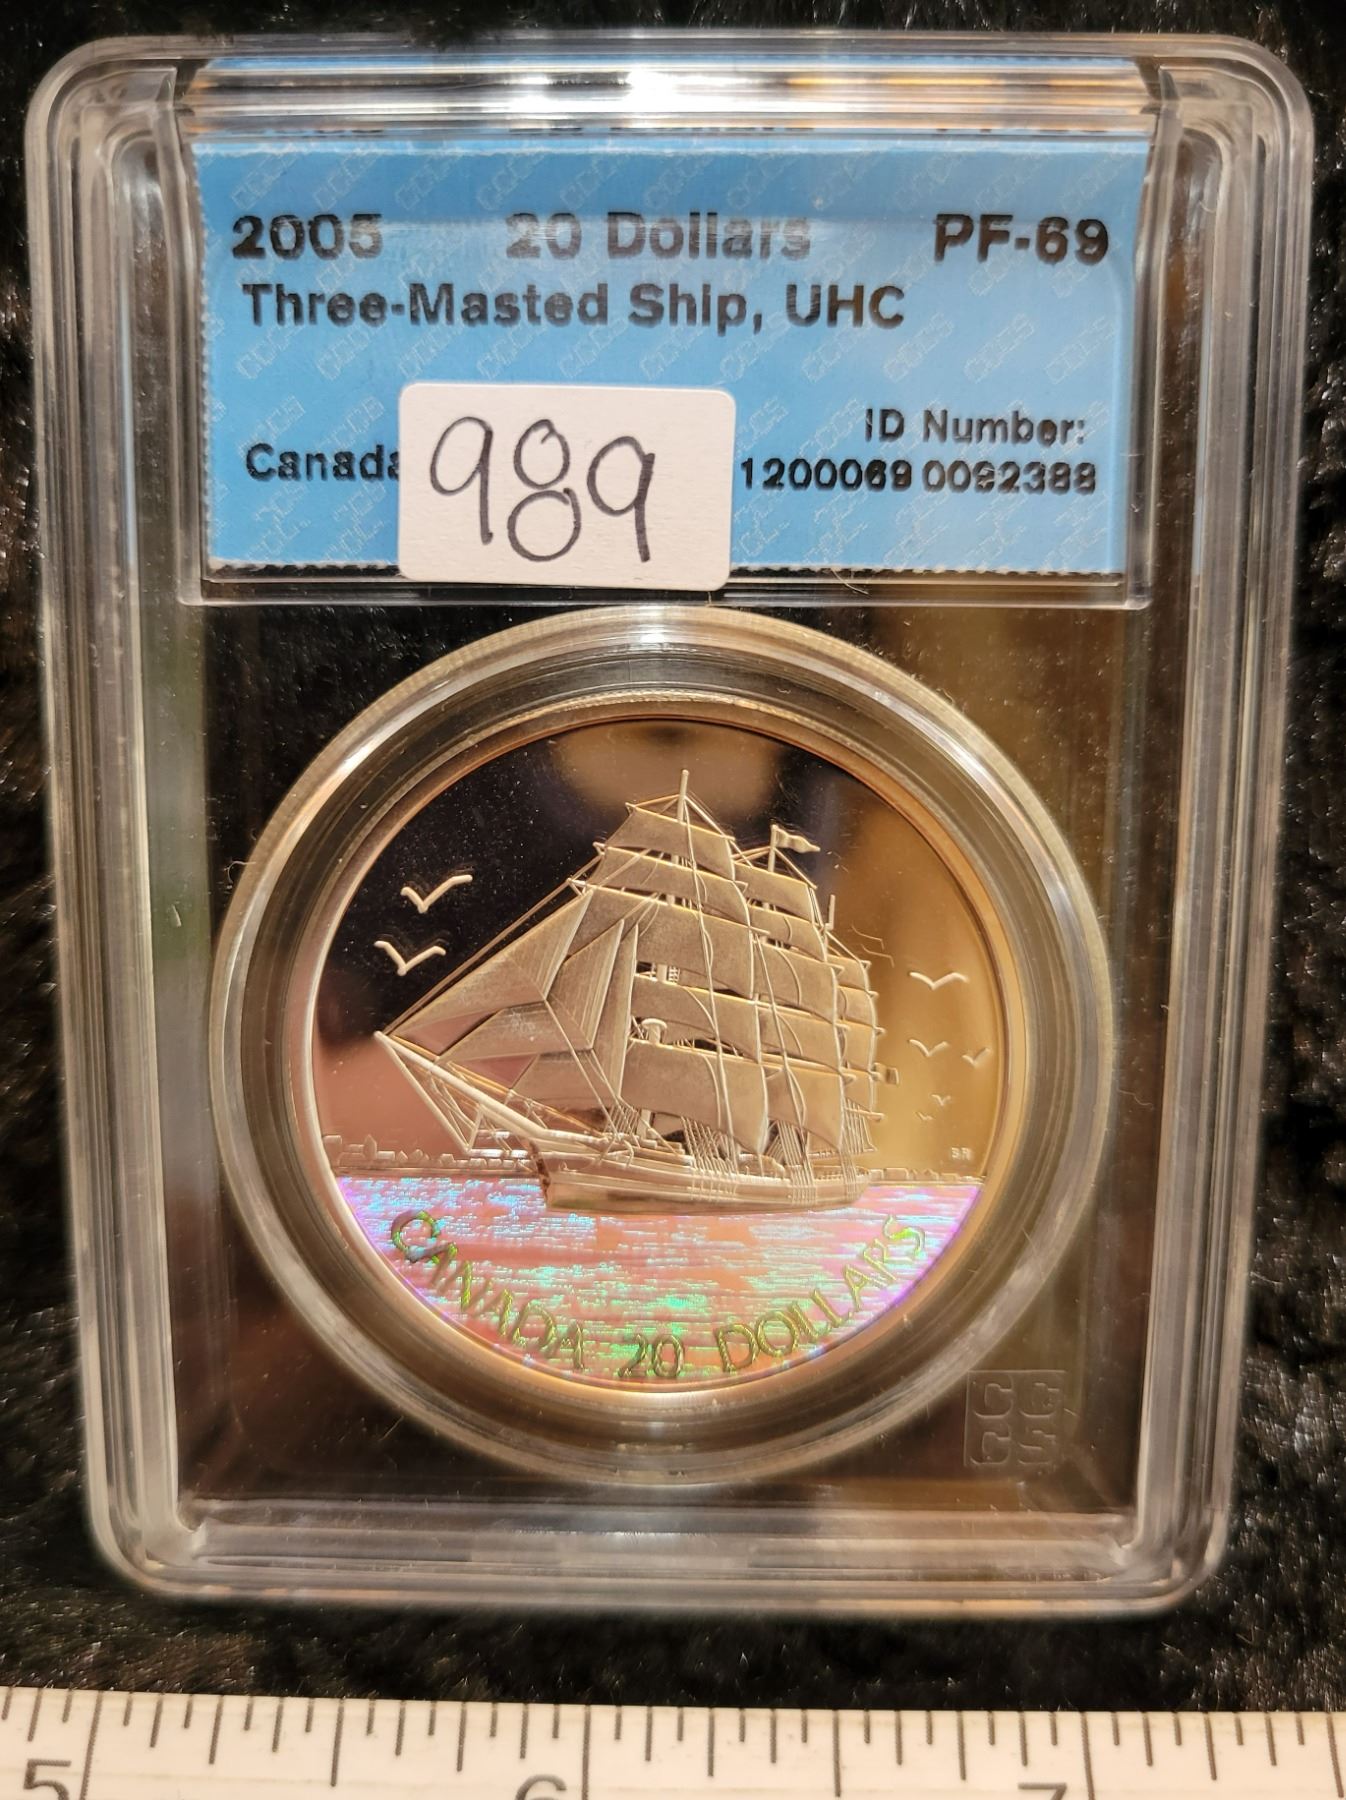 2005 20 Dollars PF-69
Three-Masted Ship, UHC
ID Number:
Canada 989 1200069 0092388
BR
CANADA 20 DOLLARS
CCCS
5 6 7